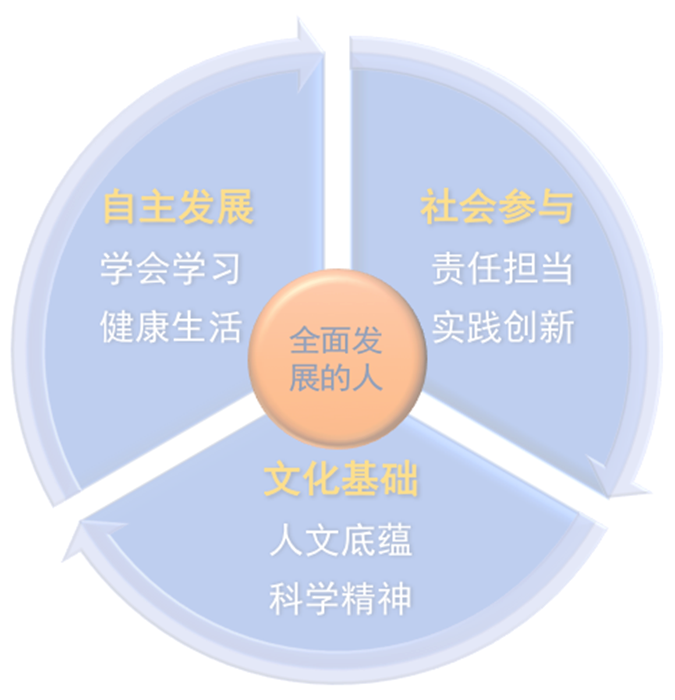 自主发展
学会学习
健康生活
社会参与
责任担当
实践创新
全面发
展的人
文化基础
人文底蕴
科学精神